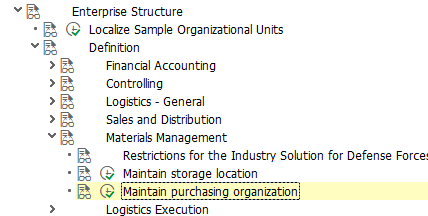 Enterprise Structure
Localize Sample Organizational Units
Definition
Financial Accounting
Controlling
Logistics - General
Sales and Distribution
Materials Management
Restrictions for the Industry Solution for Defense Forces
Maintain storage location
Maintain purchasing organization
Logistics Execution